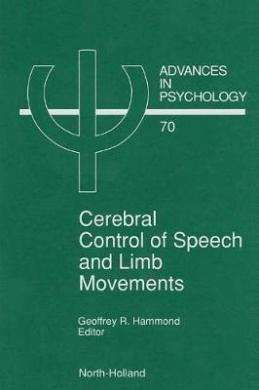 ADVANCES
IN
PSYCHOLOGY
70
Cerebral
Control of Speech
and Limb
Movements
Geoffrey R. Hammond
Editor
North-Holland